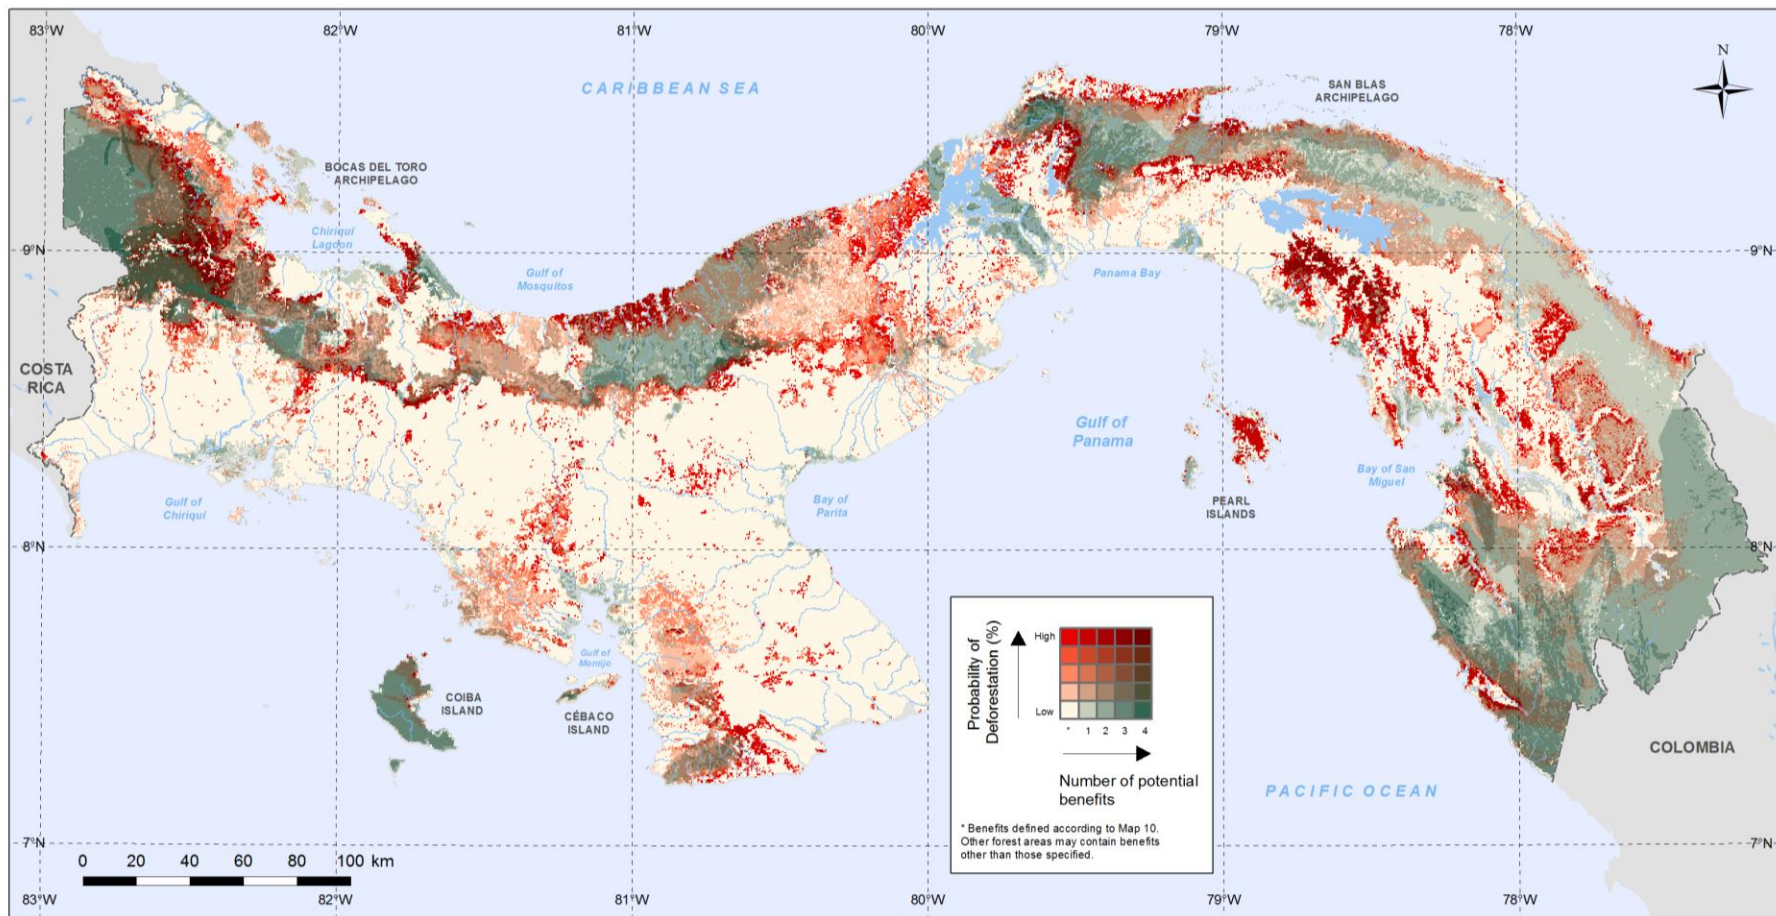 83°W 82°W 81°W 80°W 79°W 78°W
N
CARIBBEAN SEA
SAN BLAS
ARCHIPELAGO
BOCAS DEL TORO
ARCHIPELAGO
Chiriquí
Lagoon
9°N
9°N
Gulf of
Mosquitos
Panama Bay
COSTA
RICA
Gulf of
Panama
Bay of San
Miguel
Gulf of
Chiriquí
Bay of
Parita
PEARL
ISLANDS
8°N
8°N
Gulf of
Montijo
COIBA
ISLAND
CÉBACO
ISLAND
Probability of
Deforestation (%)
High
Low
* 1 2 3 4
Number of potential
benefits
* Benefits defined according to Map 10.
Other forest areas may contain benefits
other than those specified.
COLOMBIA
PACIFIC OCEAN
7°N
7°N
0 20 40 60 80 100 km
83°W 82°W 81°W 80°W 79°W 78°W